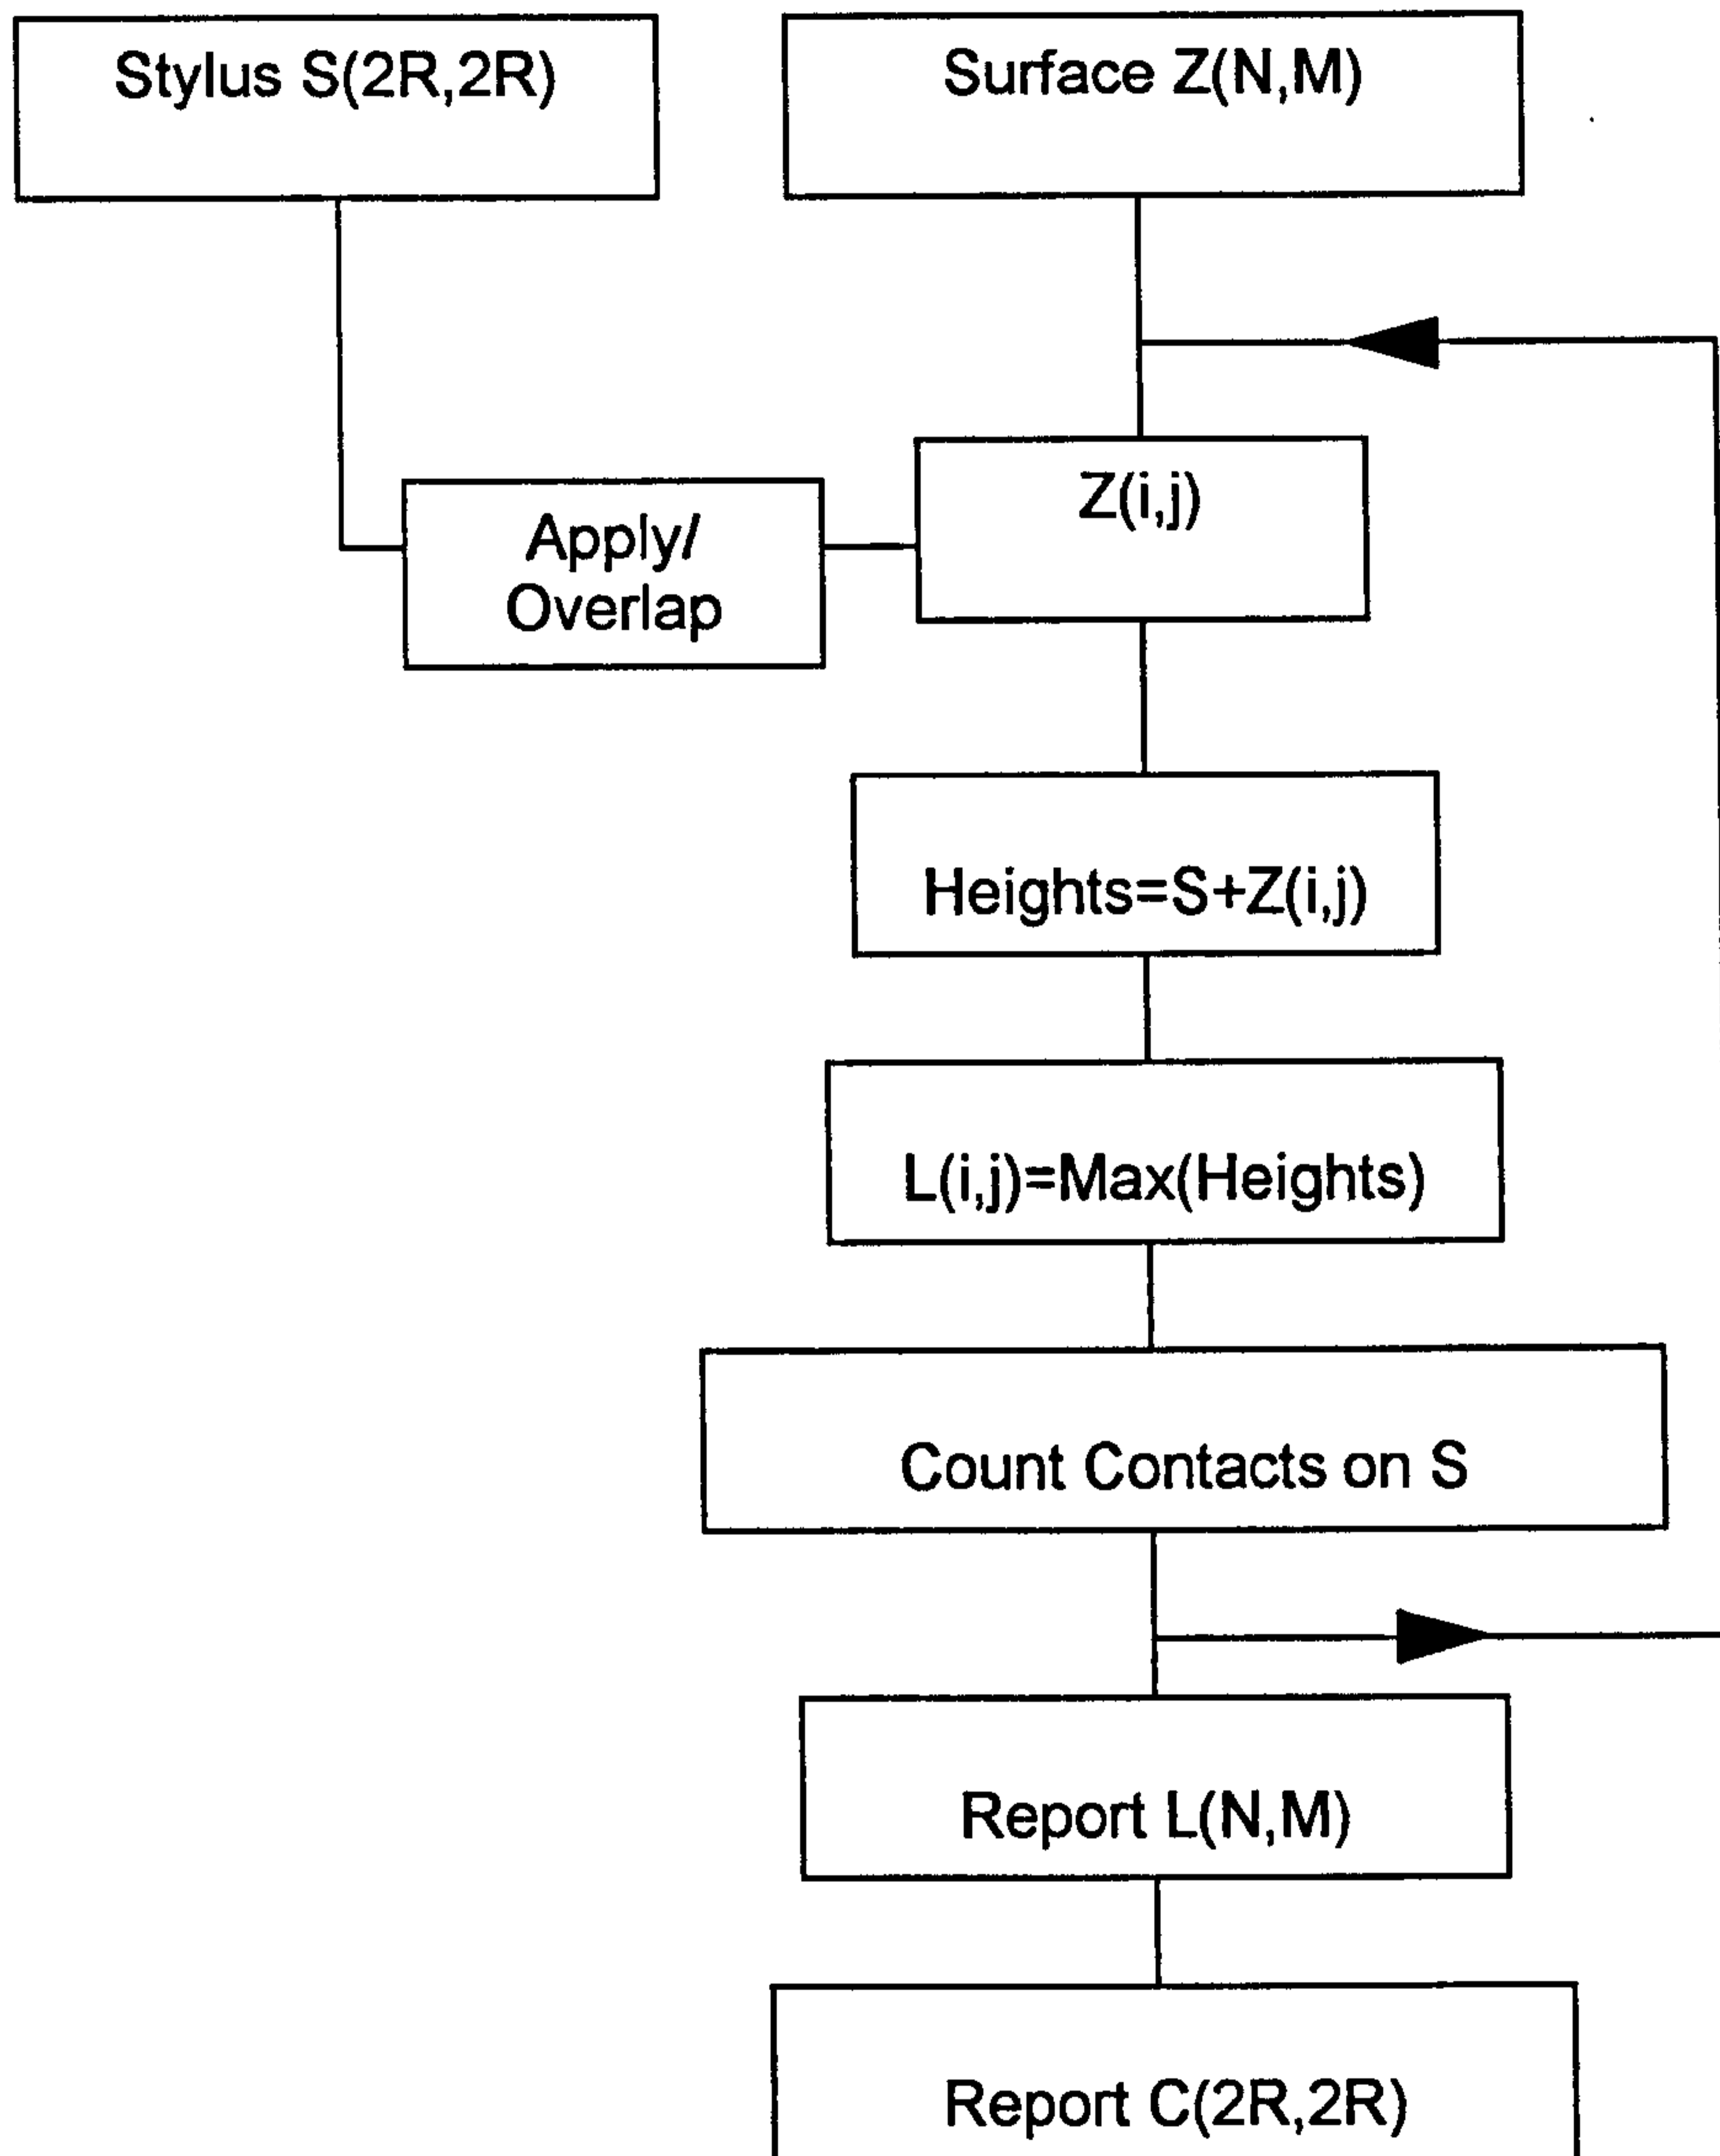 Stylus S(2R,2R)
Surface Z(N,M)
Z(i,j)
Apply/
Overlap
Heights=S+Z(i,j)
L(i,j)=Max(Heights)
Count Contacts on S
Report L(N,M)
Report C(2R,2R)